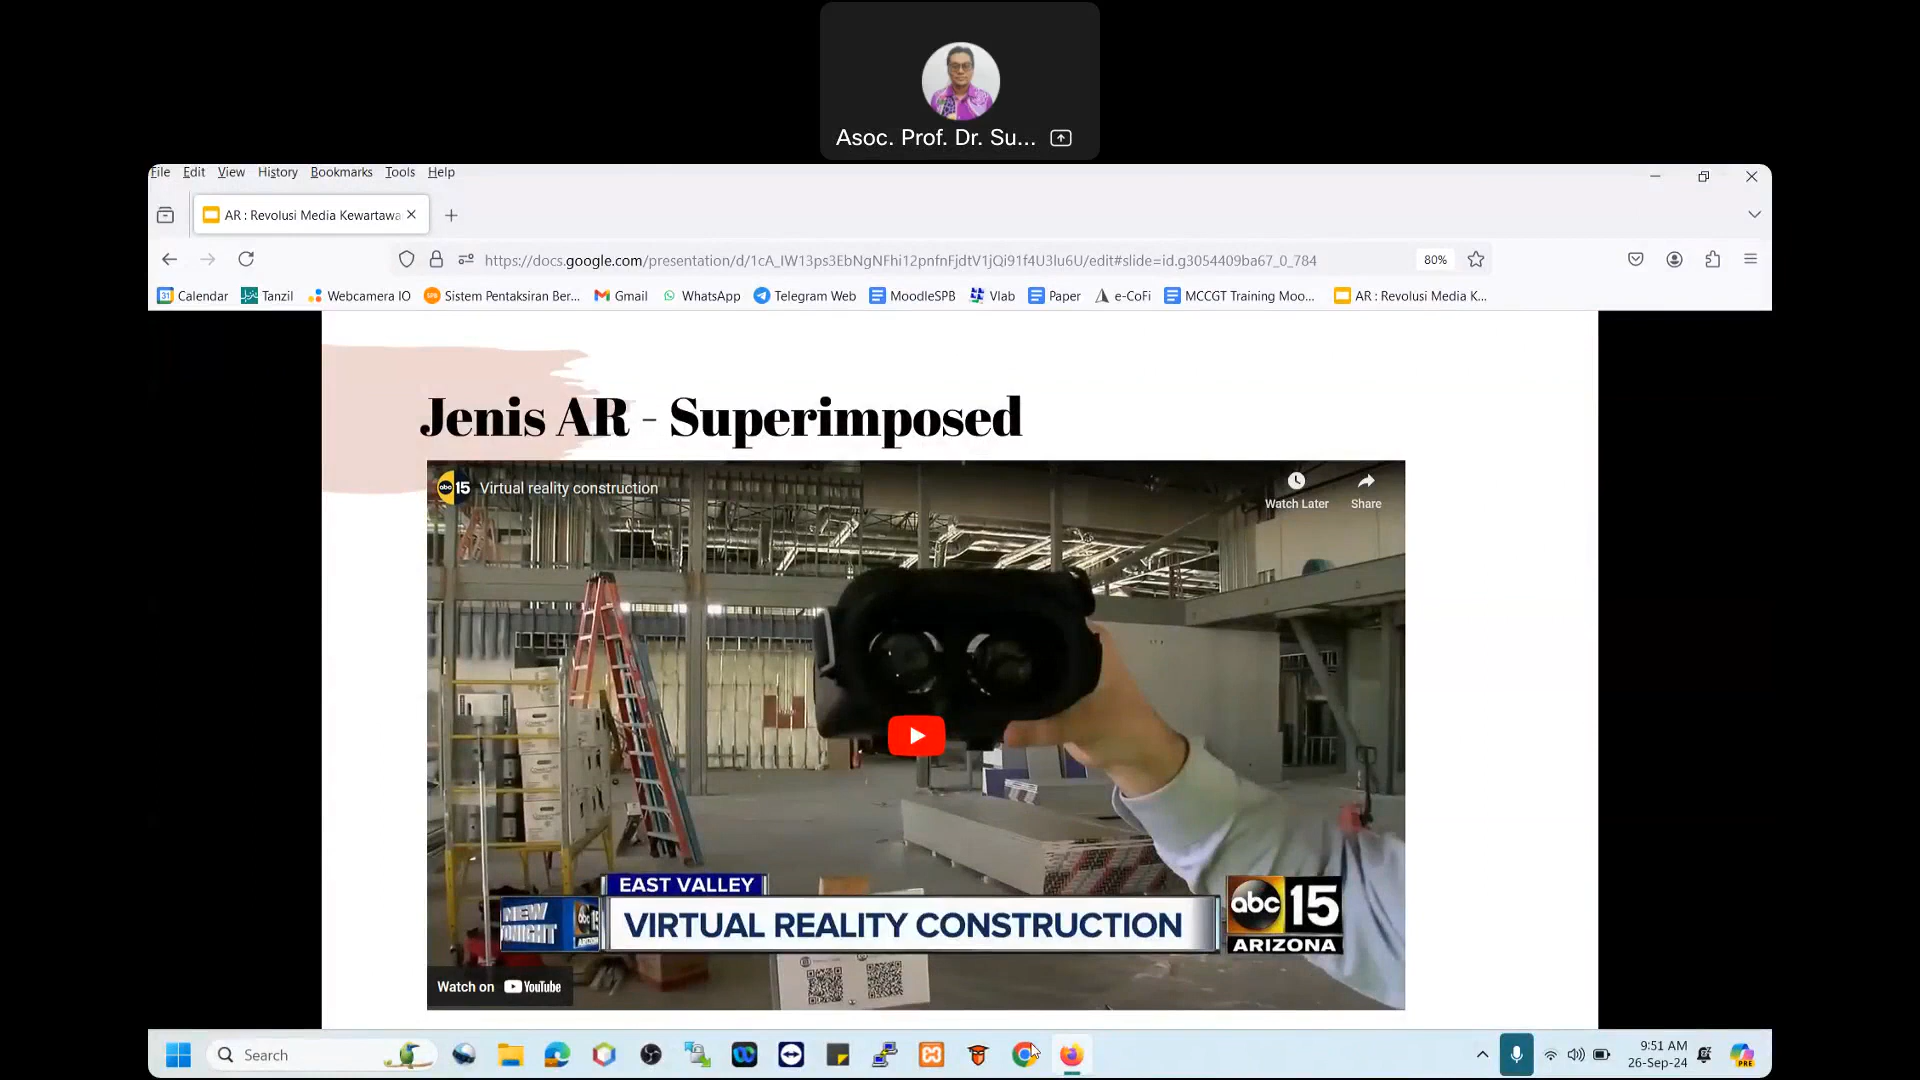 Asoc. Prof. Dr. Su...
File Edit View History Bookmarks Tools Help
AR : Revolusi Media Kewartawa
https://docs.google.com/presentation/d/1cA_IW13ps3EbNgNFhi12pnfnFjdtV1jQi91f4U3lu6U/edit#slide=id.g3054409ba67_0_784 80%
Calendar Tanzil Webcamera IO Sistem Pentaksiran Ber... Gmail WhatsApp Telegram Web MoodleSPB Vlab Paper e-CoFi MCCGT Training Moo... AR : Revolusi Media K...
Jenis AR - Superimposed
abc 15 Virtual reality construction
Watch Later Share
EAST VALLEY
NEW TONIGHT
VIRTUAL REALITY CONSTRUCTION
abc 15
ARIZONA
Watch on YouTube
Search
9:51 AM
26-Sep-24
PRE